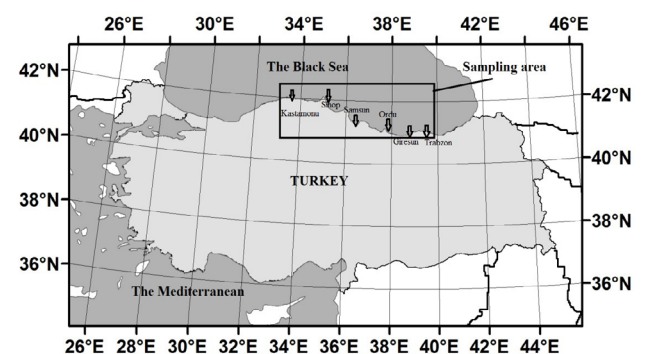 26°E 30°E 34°E 38°E 42°E 46°E
The Black Sea
Sampling area
42°N
42°N
Kastamonu
Sinop
Samsun
Ordu
Giresun
Trabzon
40°N
40°N
TURKEY
38°N
38°N
36°N
36°N
The Mediterranean
26°E 28°E 30°E 32°E 34°E 36°E 38°E 40°E 42°E 44°E